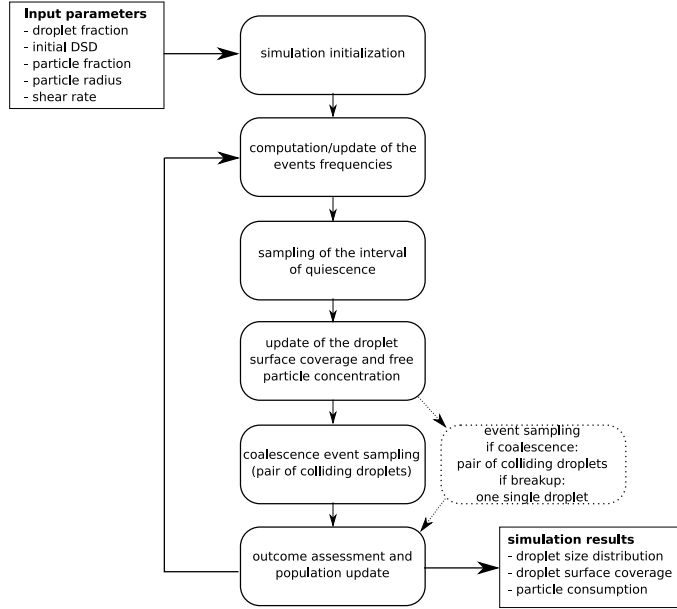 Input parameters
- droplet fraction
- initial DSD
- particle fraction
- particle radius
- shear rate
simulation initialization
computation/update of the
events frequencies
sampling of the interval
of quiescence
update of the droplet
surface coverage and free
particle concentration
coalescence event sampling
(pair of colliding droplets)
event sampling
if coalescence:
pair of colliding droplets
if breakup:
one single droplet
outcome assessment and
population update
simulation results
- droplet size distribution
- droplet surface coverage
- particle consumption